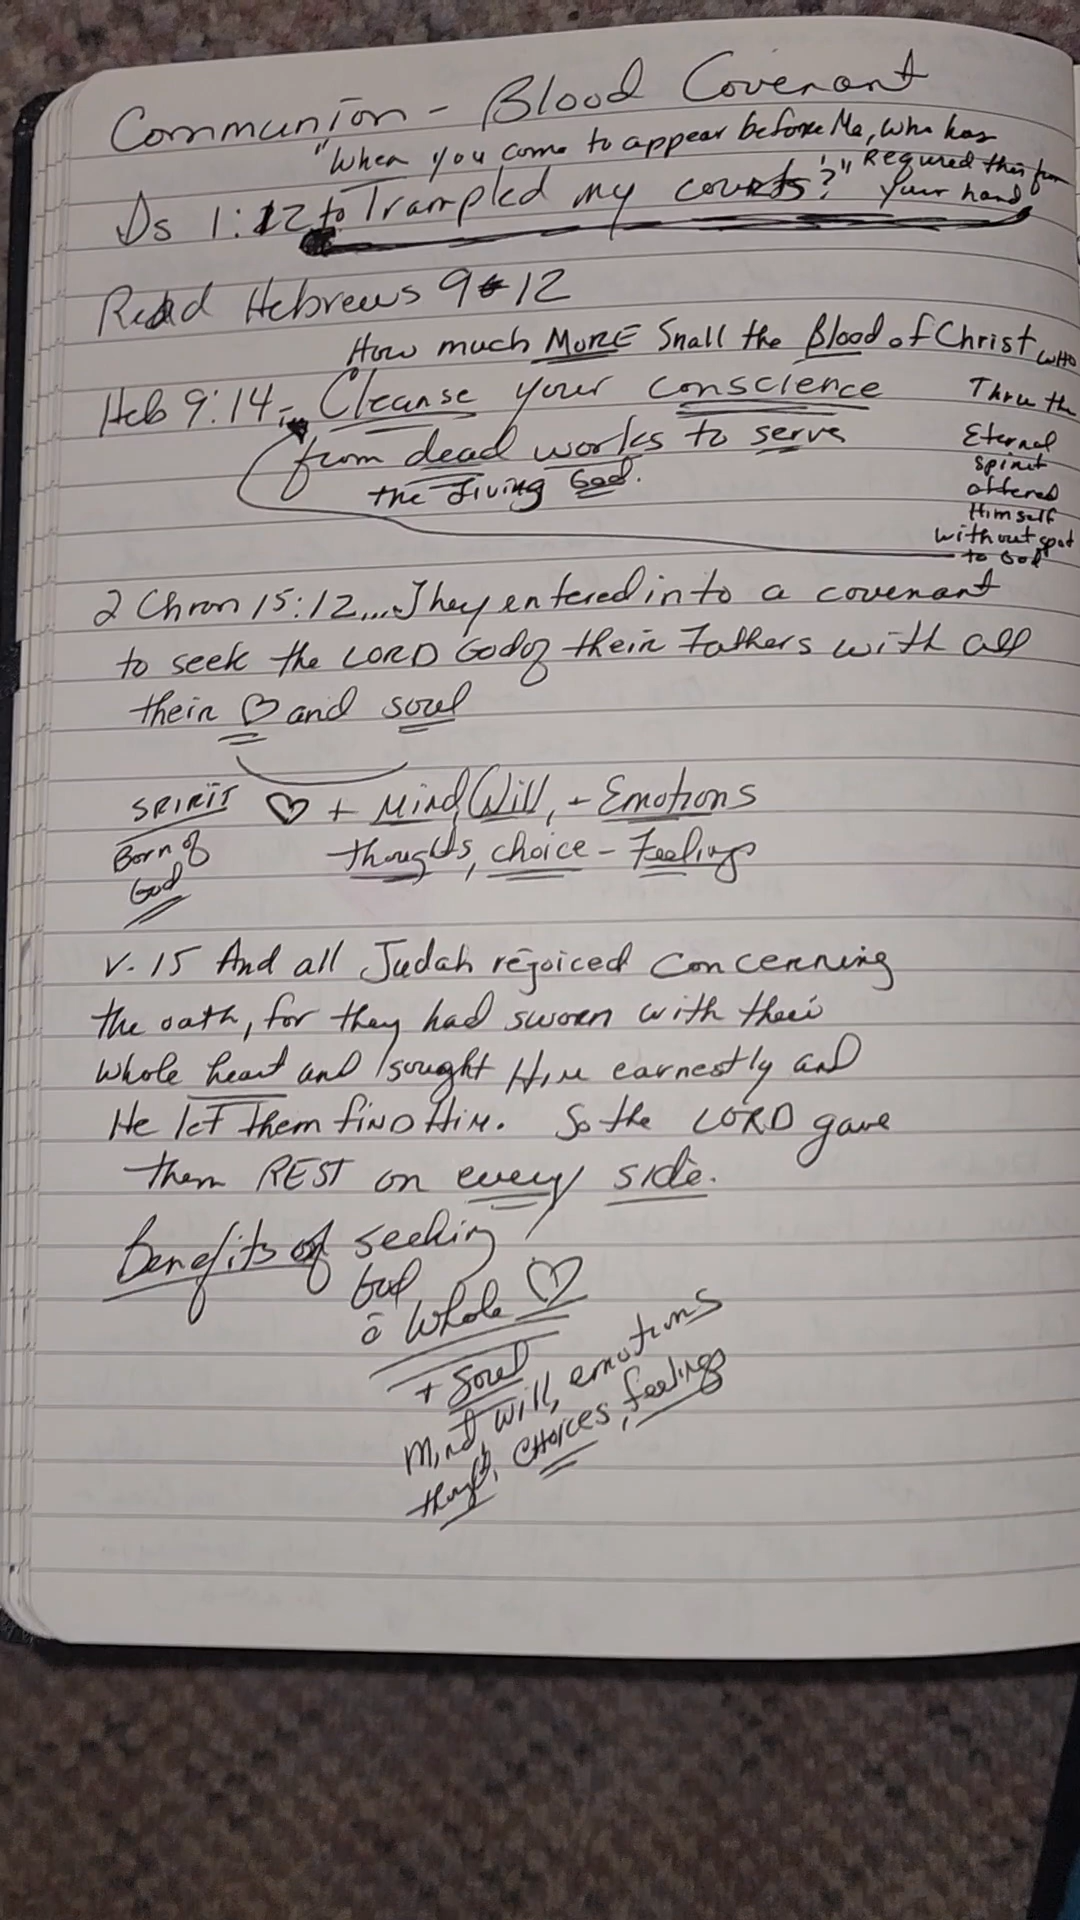 Communion - Blood Covenant
"When you come to appear before Me, who has
Required this from
your hand
Is 1:12 to Trampled my courts?"
Read Hebrews 9 & 12
How much MORE Shall the Blood of Christ WHO
Thru the
Eternal
Spirit
offered
Himself
without spot
to God
Heb 9:14 - Cleanse your conscience
from dead works to serve
the Living God.
2 Chron 15:12... They entered into a covenant
to seek the LORD God of their Fathers with all
their ♡ and soul
SPIRIT ♡ + Mind, Will, + Emotions
Born of
God
thoughts, choice - Feelings
V. 15 And all Judah rejoiced concerning
the oath, for they had sworn with their
whole heart and sought Him earnestly and
He let them find Him. So the LORD gave
them REST on every side.
Benefits of seeking
God
c̄ Whole ♡
+ Soul
Mind, will, emotions
thought, CHOICES, feelings